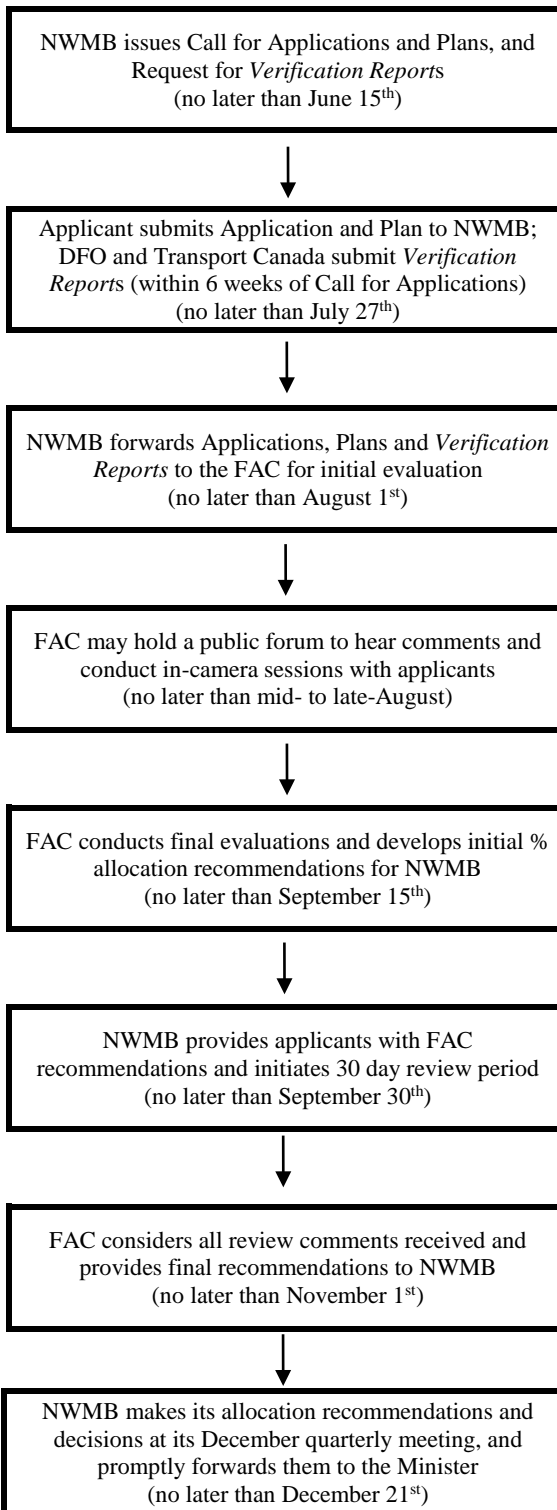 NWMB issues Call for Applications and Plans, and
Request for Verification Reports
(no later than June 15th)
Applicant submits Application and Plan to NWMB;
DFO and Transport Canada submit Verification
Reports (within 6 weeks of Call for Applications)
(no later than July 27th)
NWMB forwards Applications, Plans and Verification
Reports to the FAC for initial evaluation
(no later than August 1st)
FAC may hold a public forum to hear comments and
conduct in-camera sessions with applicants
(no later than mid- to late-August)
FAC conducts final evaluations and develops initial %
allocation recommendations for NWMB
(no later than September 15th)
NWMB provides applicants with FAC
recommendations and initiates 30 day review period
(no later than September 30th)
FAC considers all review comments received and
provides final recommendations to NWMB
(no later than November 1st)
NWMB makes its allocation recommendations and
decisions at its December quarterly meeting, and
promptly forwards them to the Minister
(no later than December 21st)